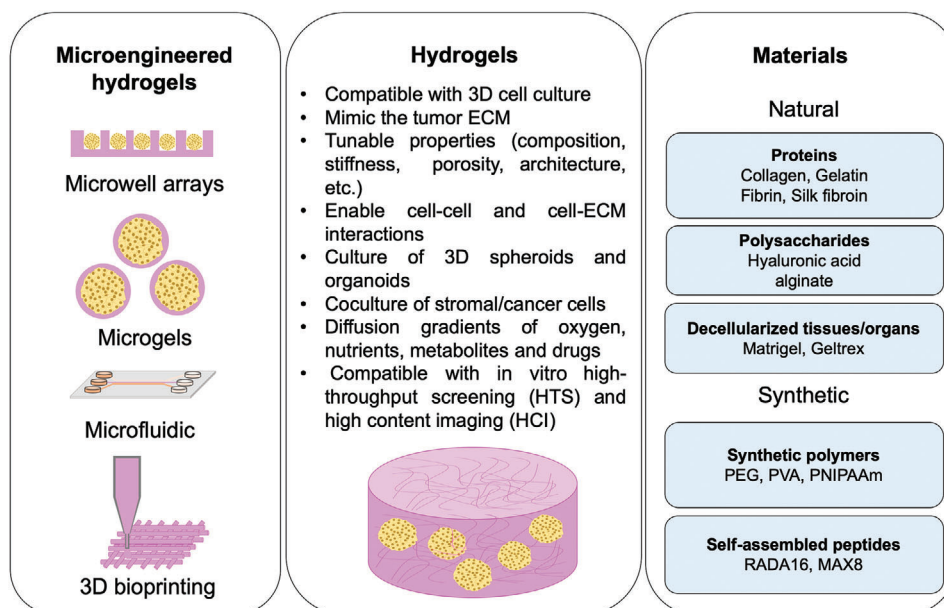 Microengineered
hydrogels
Microwell arrays
Microgels
Microfluidic
3D bioprinting
Hydrogels
• Compatible with 3D cell culture
• Mimic the tumor ECM
• Tunable properties (composition,
stiffness, porosity, architecture,
etc.)
• Enable cell-cell and cell-ECM
interactions
• Culture of 3D spheroids and
organoids
• Coculture of stromal/cancer cells
• Diffusion gradients of oxygen,
nutrients, metabolites and drugs
• Compatible with in vitro high-
throughput screening (HTS) and
high content imaging (HCI)
Materials
Natural
Proteins
Collagen, Gelatin
Fibrin, Silk fibroin
Polysaccharides
Hyaluronic acid
alginate
Decellularized tissues/organs
Matrigel, Geltrex
Synthetic
Synthetic polymers
PEG, PVA, PNIPAAm
Self-assembled peptides
RADA16, MAX8